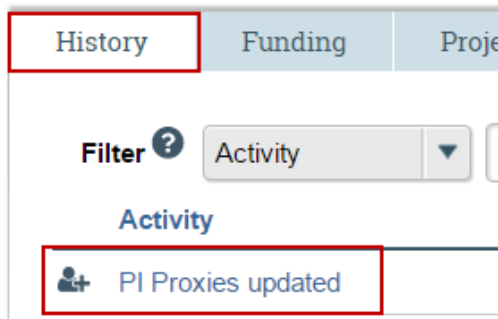 History Funding
Filter ? Activity
Activity
PI Proxies updated